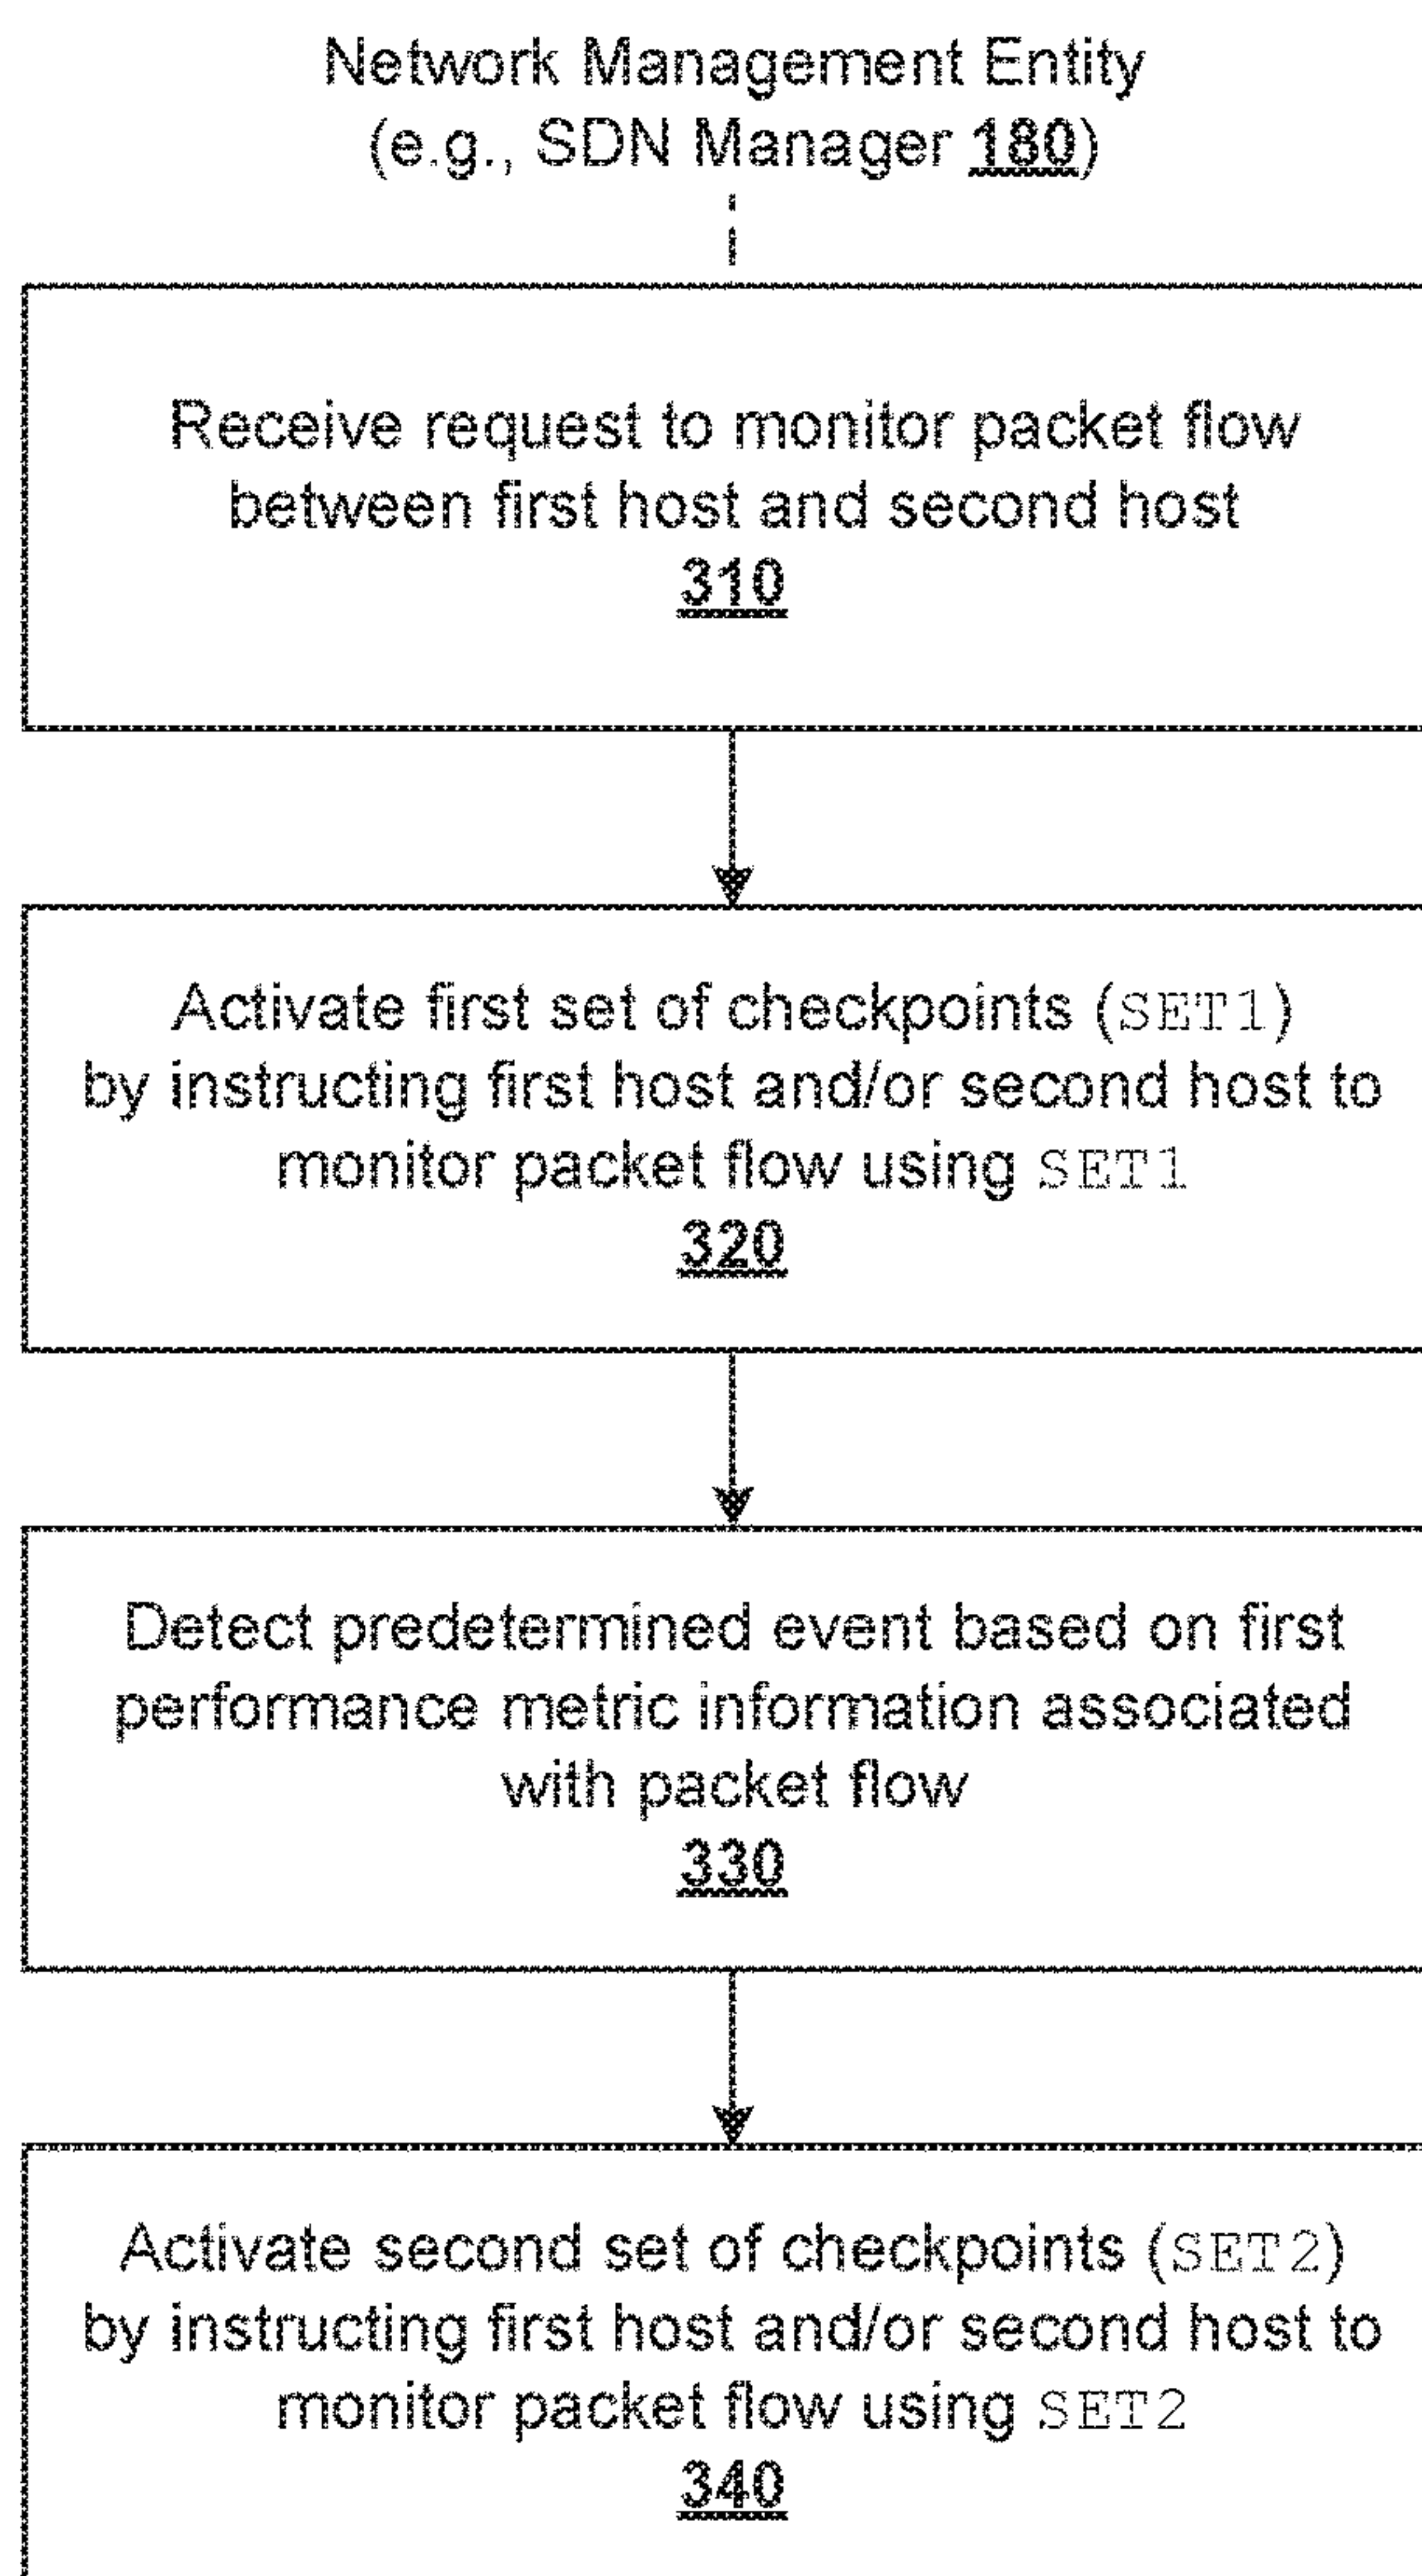 Network Management Entity
(e.g., SDN Manager 180)
Receive request to monitor packet flow
between first host and second host
310
Activate first set of checkpoints (SET1)
by instructing first host and/or second host to
monitor packet flow using SET1
320
Detect predetermined event based on first
performance metric information associated
with packet flow
330
Activate second set of checkpoints (SET2)
by instructing first host and/or second host to
monitor packet flow using SET2
340